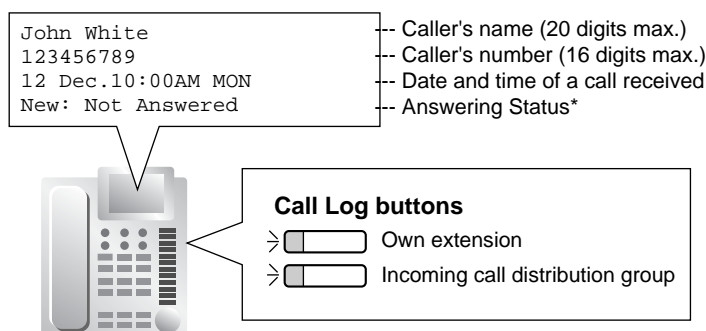 John White --- Caller's name (20 digits max.)
123456789 --- Caller's number (16 digits max.)
12 Dec.10:00AM MON --- Date and time of a call received
New: Not Answered --- Answering Status*
Call Log buttons
Own extension
Incoming call distribution group